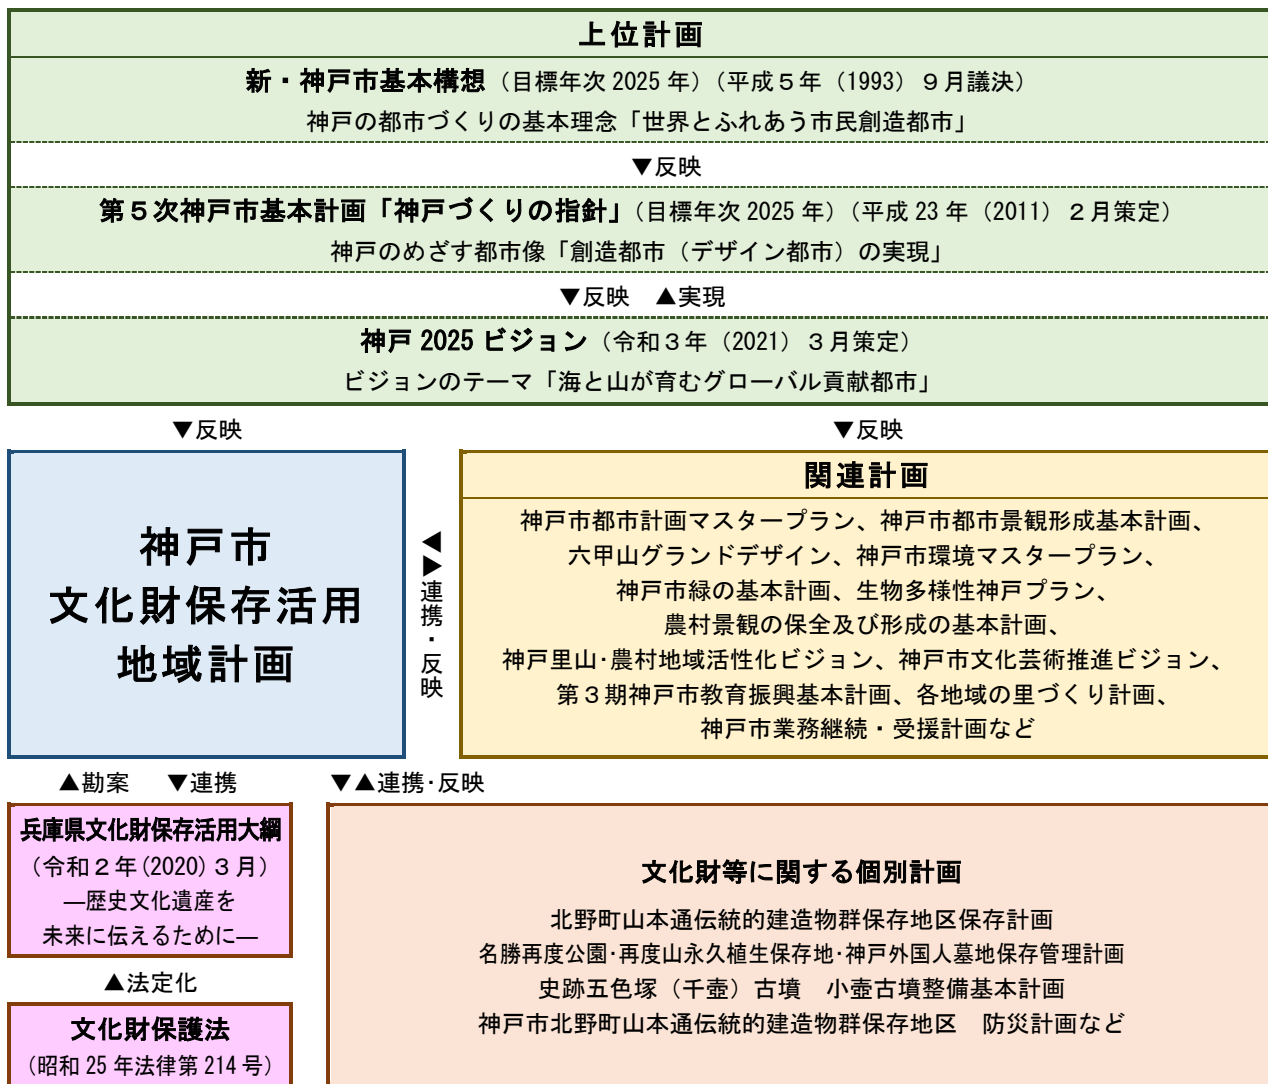 上位計画
新・神戸市基本構想（目標年次 2025 年）（平成５年（1993）９月議決）
神戸の都市づくりの基本理念「世界とふれあう市民創造都市」
▼反映
第５次神戸市基本計画「神戸づくりの指針」（目標年次 2025 年）（平成 23 年（2011）２月策定）
神戸のめざす都市像「創造都市（デザイン都市）の実現」
▼反映　▲実現
神戸 2025 ビジョン（令和３年（2021）３月策定）
ビジョンのテーマ「海と山が育むグローバル貢献都市」
▼反映
▼反映
神戸市
文化財保存活用
地域計画
◀▶連携・反映
関連計画
神戸市都市計画マスタープラン、神戸市都市景観形成基本計画、
六甲山グランドデザイン、神戸市環境マスタープラン、
神戸市緑の基本計画、生物多様性神戸プラン、
農村景観の保全及び形成の基本計画、
神戸里山･農村地域活性化ビジョン、神戸市文化芸術推進ビジョン、
第３期神戸市教育振興基本計画、各地域の里づくり計画、
神戸市業務継続・受援計画など
▲勘案　▼連携
▼▲連携･反映
兵庫県文化財保存活用大綱
（令和２年(2020)３月）
―歴史文化遺産を
未来に伝えるために―
▲法定化
文化財保護法
（昭和 25 年法律第 214 号）
文化財等に関する個別計画
北野町山本通伝統的建造物群保存地区保存計画
名勝再度公園･再度山永久植生保存地･神戸外国人墓地保存管理計画
史跡五色塚（千壺）古墳　小壺古墳整備基本計画
神戸市北野町山本通伝統的建造物群保存地区　防災計画など